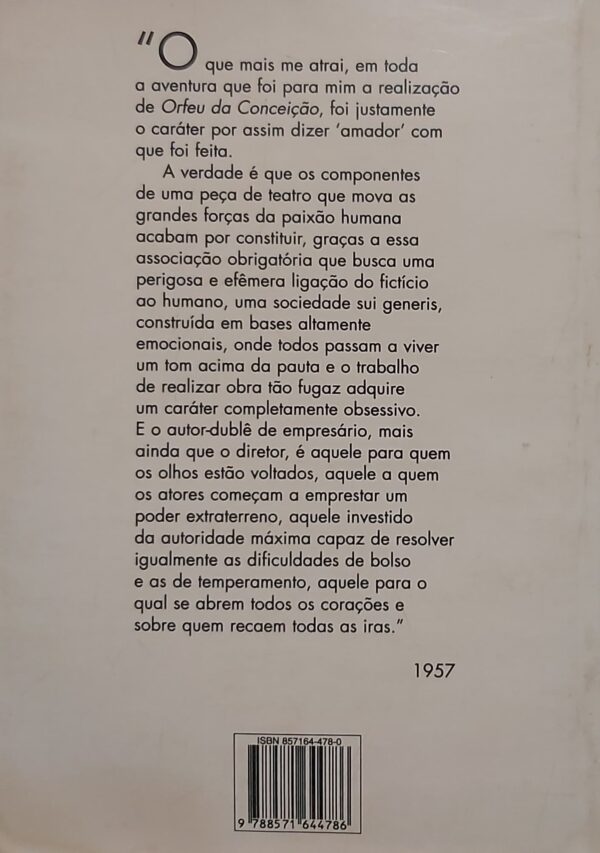 "O que mais me atrai, em toda
a aventura que foi para mim a realização
de Orfeu da Conceição, foi justamente
o caráter por assim dizer 'amador' com
que foi feita.
A verdade é que os componentes
de uma peça de teatro que mova as
grandes forças da paixão humana
acabam por constituir, graças a essa
associação obrigatória que busca uma
perigosa e efêmera ligação do fictício
ao humano, uma sociedade sui generis,
construída em bases altamente
emocionais, onde todos passam a viver
um tom acima da pauta e o trabalho
de realizar obra tão fugaz adquire
um caráter completamente obsessivo.
E o autor-dublê de empresário, mais
ainda que o diretor, é aquele para quem
os olhos estão voltados, aquele a quem
os atores começam a emprestar um
poder extraterreno, aquele investido
da autoridade máxima capaz de resolver
igualmente as dificuldades de bolso
e as de temperamento, aquele para o
qual se abrem todos os corações e
sobre quem recaem todas as iras."
1957
ISBN 857164-478-0
9 788571 644786